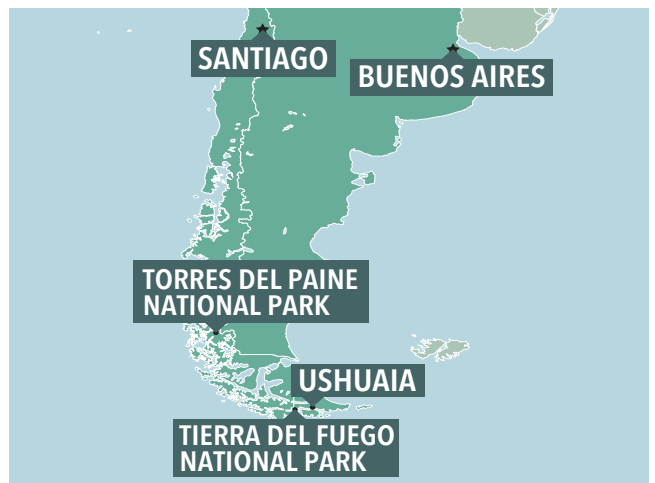 SANTIAGO
BUENOS AIRES
TORRES DEL PAINE
NATIONAL PARK
USHUAIA
TIERRA DEL FUEGO
NATIONAL PARK